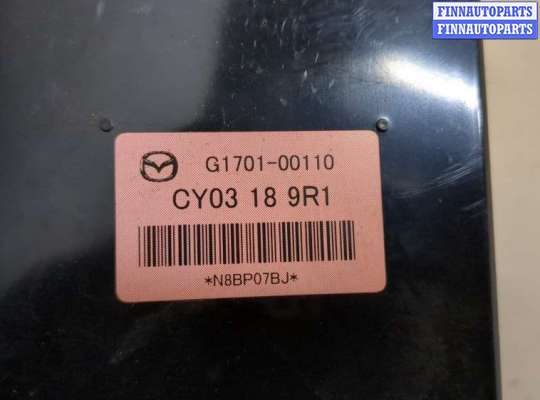 FINNAUTOPARTS
FINNAUTOPARTS
G1701-00110
CY03 18 9R1
*N8BP07BJ*